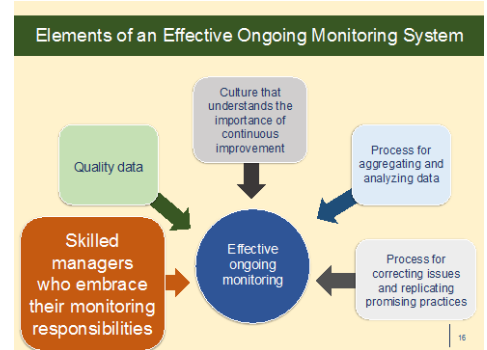 Elements of an Effective Ongoing Monitoring System
Culture that
understands the
importance of
continuous
improvement
Quality data
Process for
aggregating and
analyzing data
Skilled
managers
who embrace
their monitoring
responsibilities
Effective
ongoing
monitoring
Process for
correcting issues
and replicating
promising practices
16